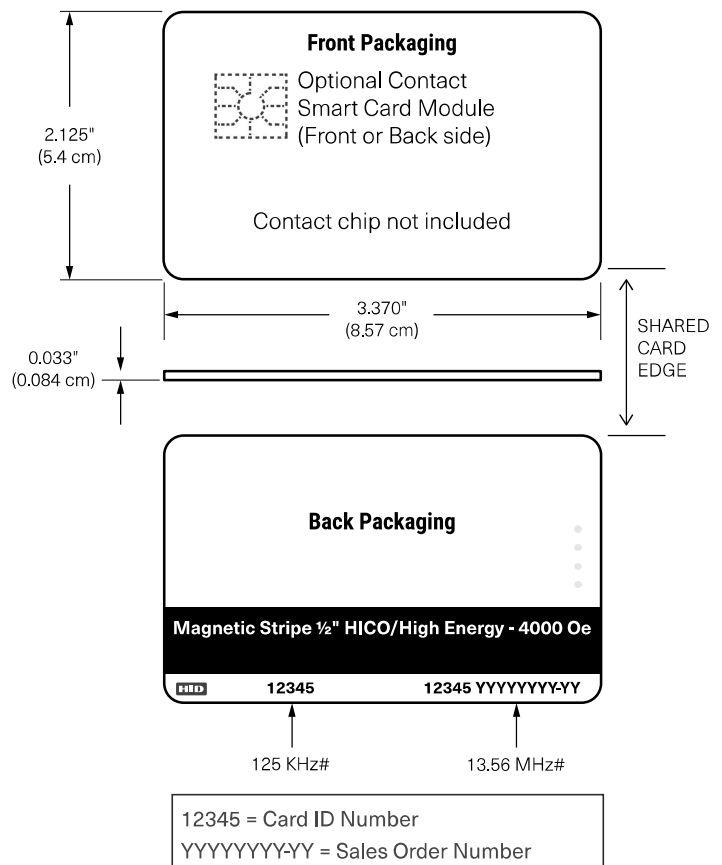 Front Packaging
Optional Contact
Smart Card Module
(Front or Back side)
2.125"
(5.4 cm)
Contact chip not included
3.370"
(8.57 cm)
SHARED
CARD
EDGE
0.033"
(0.084 cm)
Back Packaging
Magnetic Stripe ½" HICO/High Energy - 4000 Oe
HID 12345 12345 YYYYYYYY-YY
125 KHz# 13.56 MHz#
12345 = Card ID Number
YYYYYYYY-YY = Sales Order Number